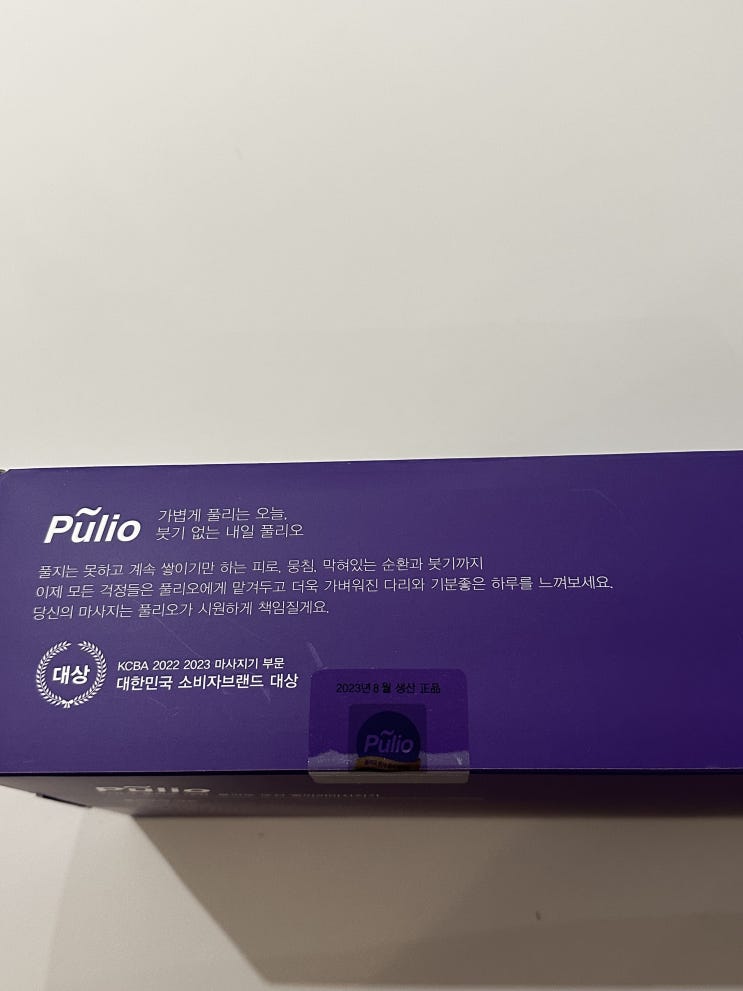 Pulio
가볍게 풀리는 오늘,
붓기 없는 내일 풀리오
풀지는 못하고 계속 쌓이기만 하는 피로, 뭉침, 막혀있는 순환과 붓기까지
이제 모든 걱정들은 풀리오에게 맡겨두고 더욱 가벼워진 다리와 기분좋은 하루를 느껴보세요.
당신의 마사지는 풀리오가 시원하게 책임질게요.
대상
KCBA 2022 2023 마사지기 부문
대한민국 소비자브랜드 대상
2023년 8월 생산 正品
Pulio
Pulio